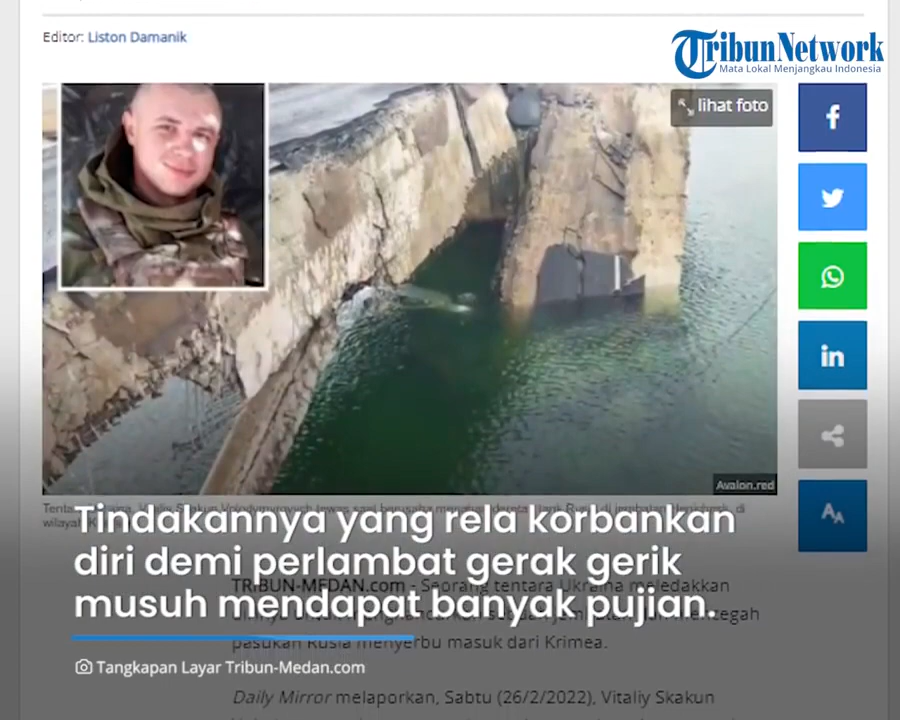 Editor: Liston Damanik
TribunNetwork
Mata Lokal Menjangkau Indonesia
lihat foto
Avalon.red
Tindakannya yang rela korbankan
diri demi perlambat gerak gerik
musuh mendapat banyak pujian.
TRIBUN-MEDAN.com - Seorang tentara Ukraina meledakkan
pasukan Rusia menyerbu masuk dari Krimea.
Tangkapan Layar Tribun-Medan.com
Daily Mirror melaporkan, Sabtu (26/2/2022), Vitaliy Skakun